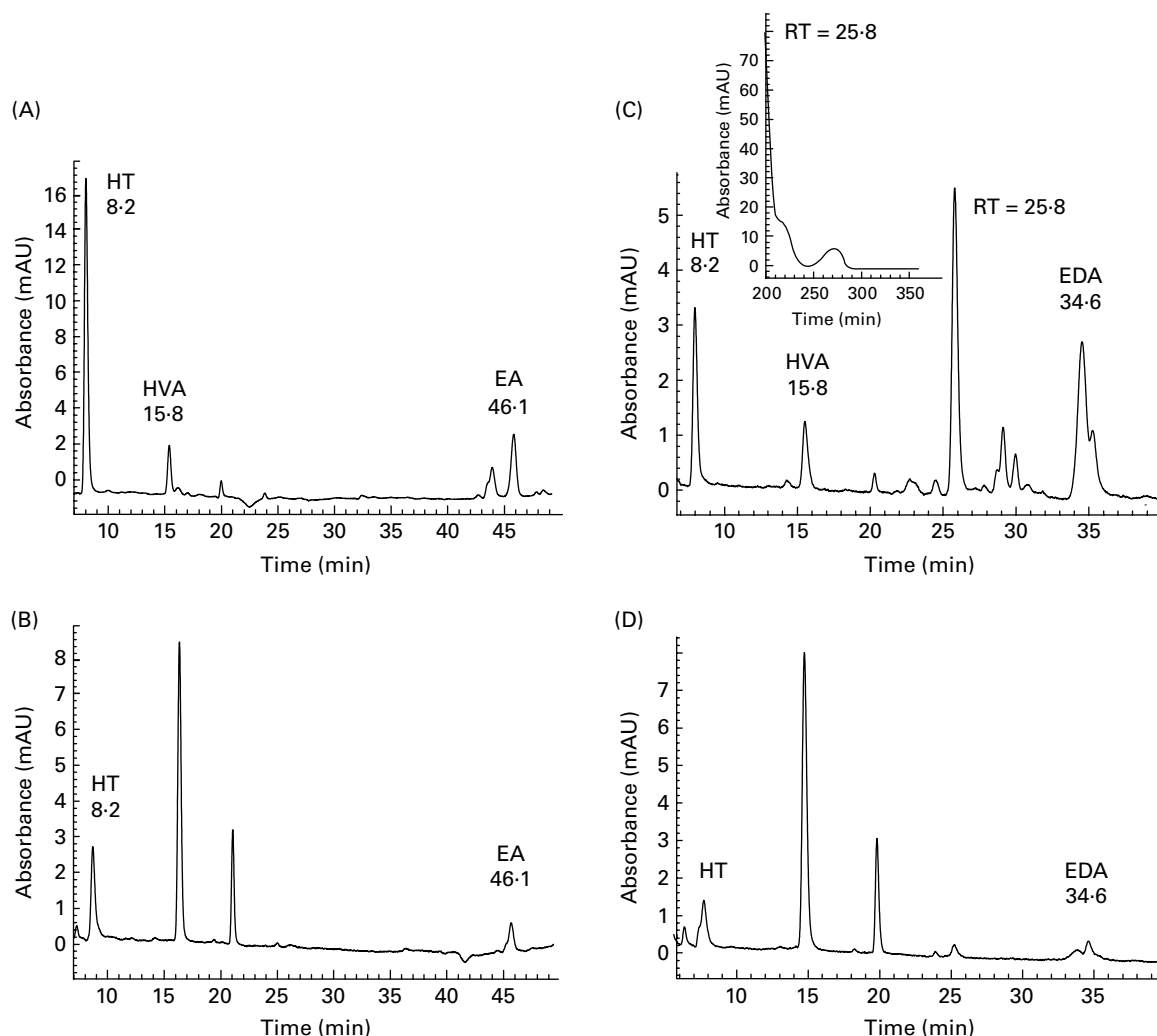 (A)
HT
8·2
HVA
15·8
EA
46·1
Absorbance (mAU)
16
14
12
10
8
6
4
2
0
10 15 20 25 30 35 40 45
Time (min)
(C)
RT = 25·8
Absorbance (mAU)
70
60
50
40
30
20
10
0
200 250 300 350
Time (min)
HT
8·2
HVA
15·8
RT = 25·8
EDA
34·6
Absorbance (mAU)
5
4
3
2
1
0
10 15 20 25 30 35
Time (min)
(B)
HT
8·2
EA
46·1
Absorbance (mAU)
8
7
6
5
4
3
2
1
0
10 15 20 25 30 35 40 45
Time (min)
(D)
HT
EDA
34·6
Absorbance (mAU)
7
6
5
4
3
2
1
0
10 15 20 25 30 35
Time (min)